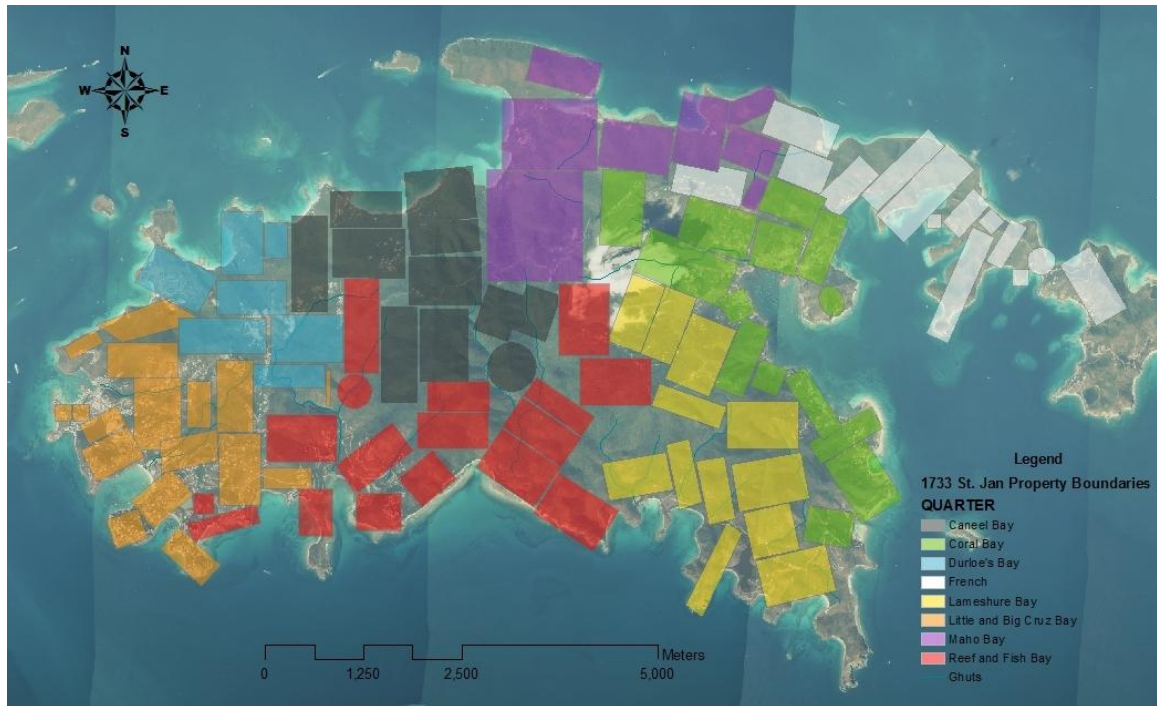 N
W E
S
Legend
1733 St. Jan Property Boundaries
QUARTER
Caneel Bay
Coral Bay
Durloe's Bay
French
Lameshure Bay
Little and Big Cruz Bay
Maho Bay
Reef and Fish Bay
Ghuts
Meters
0 1,250 2,500 5,000